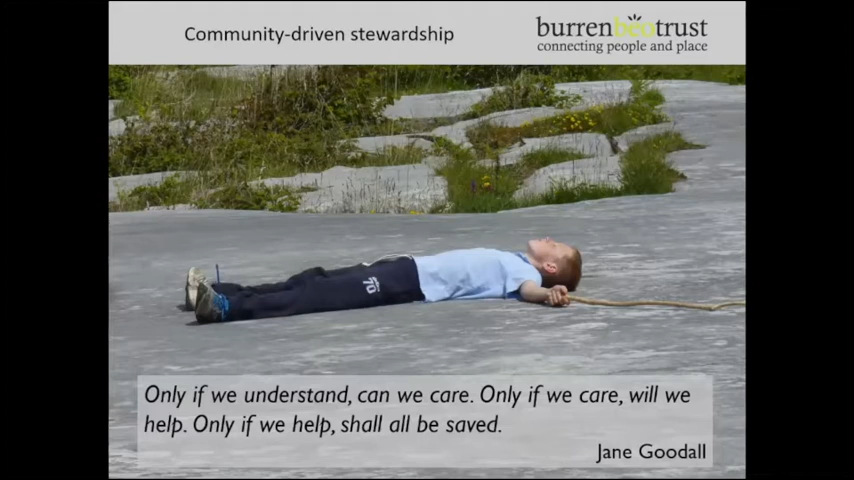 Community-driven stewardship
burrenbeotrust
connecting people and place
70
Only if we understand, can we care. Only if we care, will we
help. Only if we help, shall all be saved.
Jane Goodall